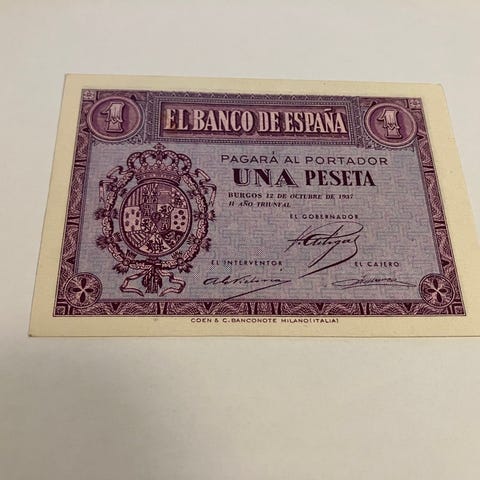 1 EL BANCO DE ESPAÑA 1
PAGARÁ AL PORTADOR
UNA PESETA
BURGOS 12 DE OCTUBRE DE 1937
II AÑO TRIUNFAL
EL GOBERNADOR
EL INTERVENTOR EL CAJERO
COEN & C. BANCONOTE MILANO (ITALIA)